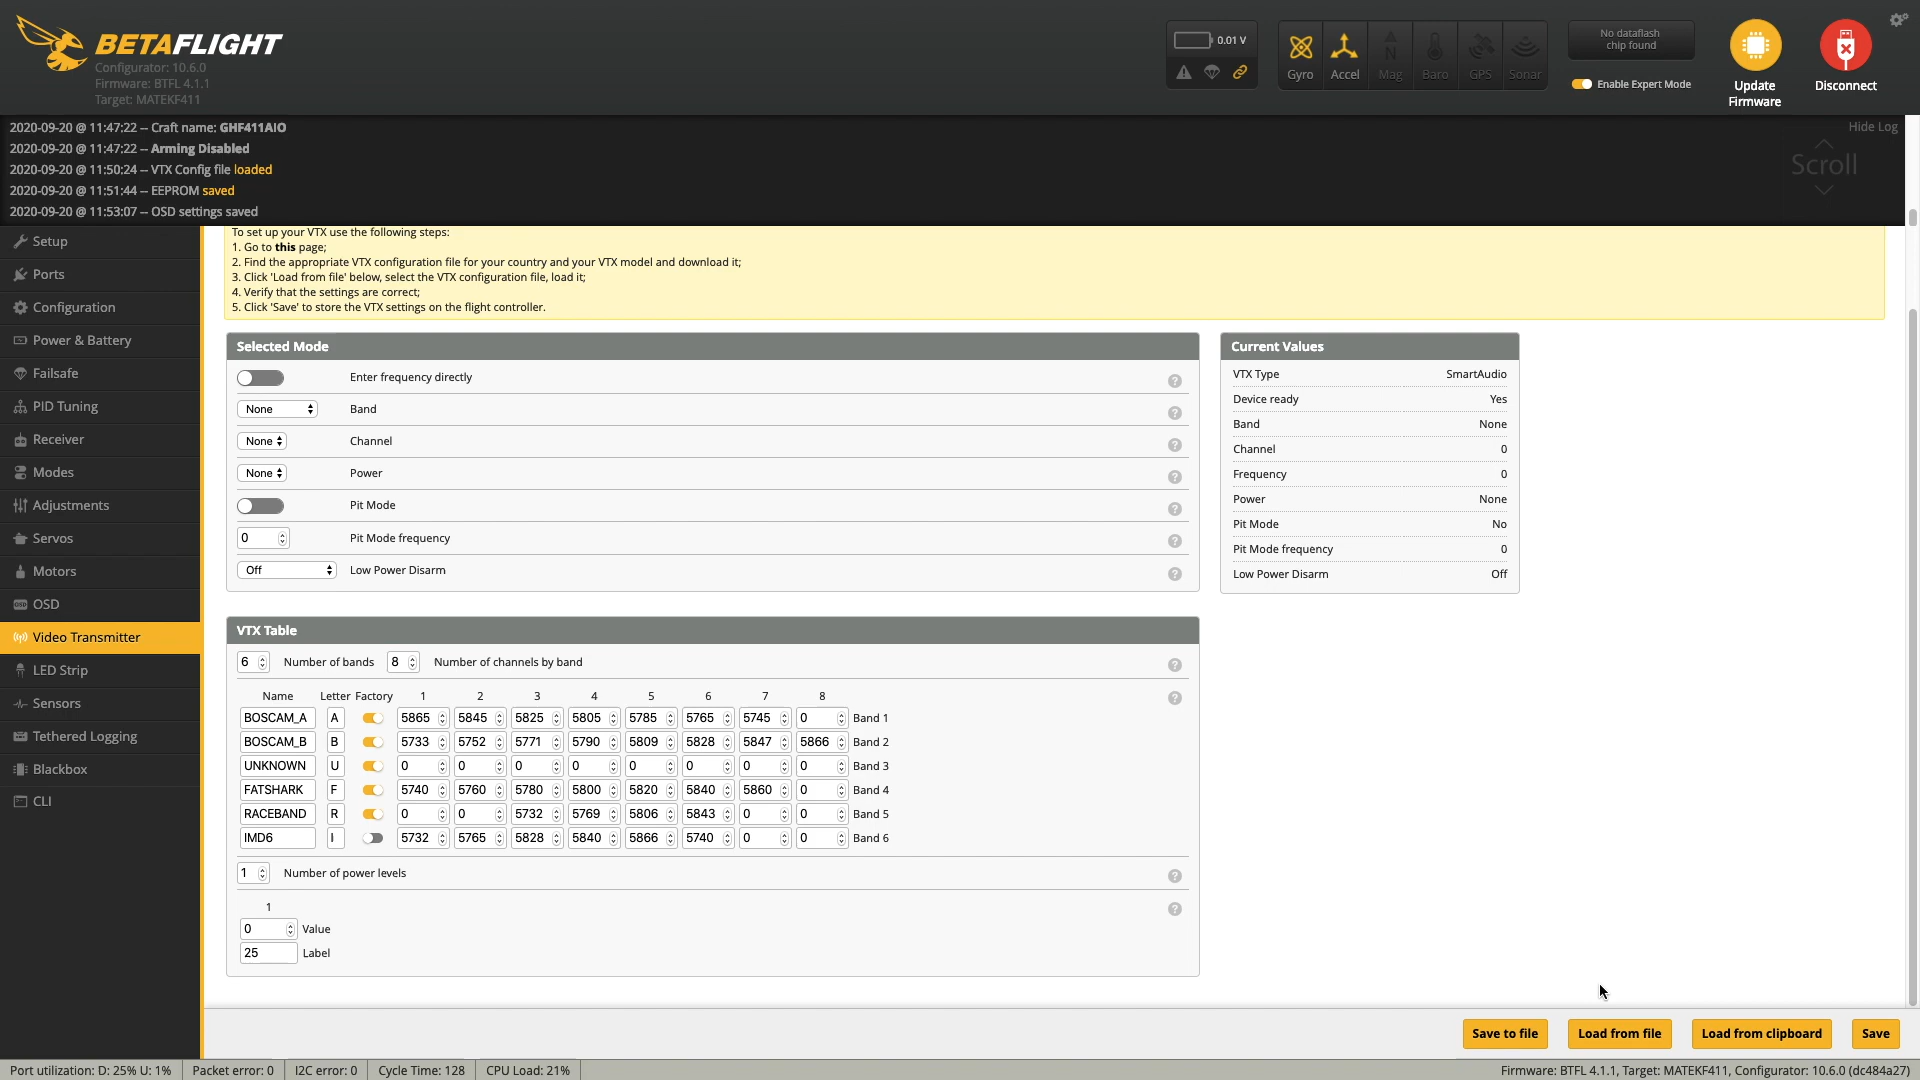 BETAFLIGHT
Configurator: 10.6.0
Firmware: BTFL 4.1.1
Target: MATEKF411
0.01 V
Gyro
Accel
Mag
Baro
GPS
Sonar
No dataflash
chip found
Enable Expert Mode
Update
Firmware
Disconnect
2020-09-20 @ 11:47:22 -- Craft name: GHF411AIO
2020-09-20 @ 11:47:22 -- Arming Disabled
2020-09-20 @ 11:50:24 -- VTX Config file loaded
2020-09-20 @ 11:51:44 -- EEPROM saved
2020-09-20 @ 11:53:07 -- OSD settings saved
Hide Log
Scroll
Setup
Ports
Configuration
Power & Battery
Failsafe
PID Tuning
Receiver
Modes
Adjustments
Servos
Motors
OSD
Video Transmitter
LED Strip
Sensors
Tethered Logging
Blackbox
CLI
To set up your VTX use the following steps:
1. Go to this page;
2. Find the appropriate VTX configuration file for your country and your VTX model and download it;
3. Click 'Load from file' below, select the VTX configuration file, load it;
4. Verify that the settings are correct;
5. Click 'Save' to store the VTX settings on the flight controller.
Selected Mode
Enter frequency directly ?
None Band ?
None Channel ?
None Power ?
Pit Mode ?
0 Pit Mode frequency ?
Off Low Power Disarm ?
Current Values
VTX Type SmartAudio
Device ready Yes
Band None
Channel 0
Frequency 0
Power None
Pit Mode No
Pit Mode frequency 0
Low Power Disarm Off
VTX Table
6 Number of bands 8 Number of channels by band ?
Name Letter Factory 1 2 3 4 5 6 7 8 ?
BOSCAM_A A 5865 5845 5825 5805 5785 5765 5745 0 Band 1
BOSCAM_B B 5733 5752 5771 5790 5809 5828 5847 5866 Band 2
UNKNOWN U 0 0 0 0 0 0 0 0 Band 3
FATSHARK F 5740 5760 5780 5800 5820 5840 5860 0 Band 4
RACEBAND R 0 0 5732 5769 5806 5843 0 0 Band 5
IMD6 I 5732 5765 5828 5840 5866 5740 0 0 Band 6
1 Number of power levels ?
1 ?
0 Value
25 Label
Save to file
Load from file
Load from clipboard
Save
Port utilization: D: 25% U: 1% Packet error: 0 I2C error: 0 Cycle Time: 128 CPU Load: 21% Firmware: BTFL 4.1.1, Target: MATEKF411, Configurator: 10.6.0 (dc484a27)